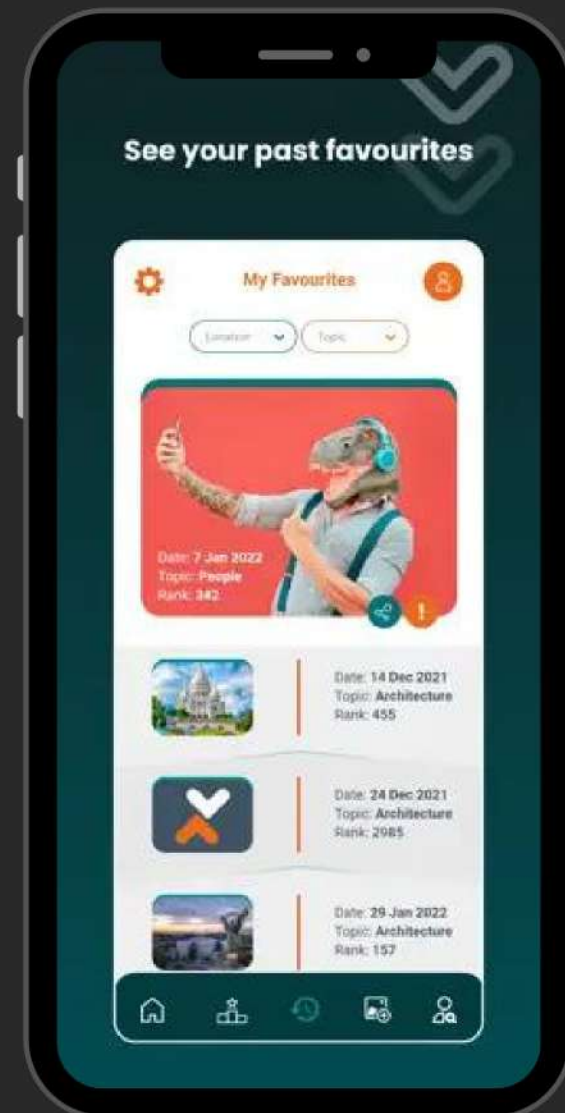 See your past favourites
My Favourites
Location
Topic
Date: 7 Jan 2022
Topic: People
Rank: 342
Date: 14 Dec 2021
Topic: Architecture
Rank: 455
Date: 24 Dec 2021
Topic: Architecture
Rank: 2985
Date: 29 Jan 2022
Topic: Architecture
Rank: 157